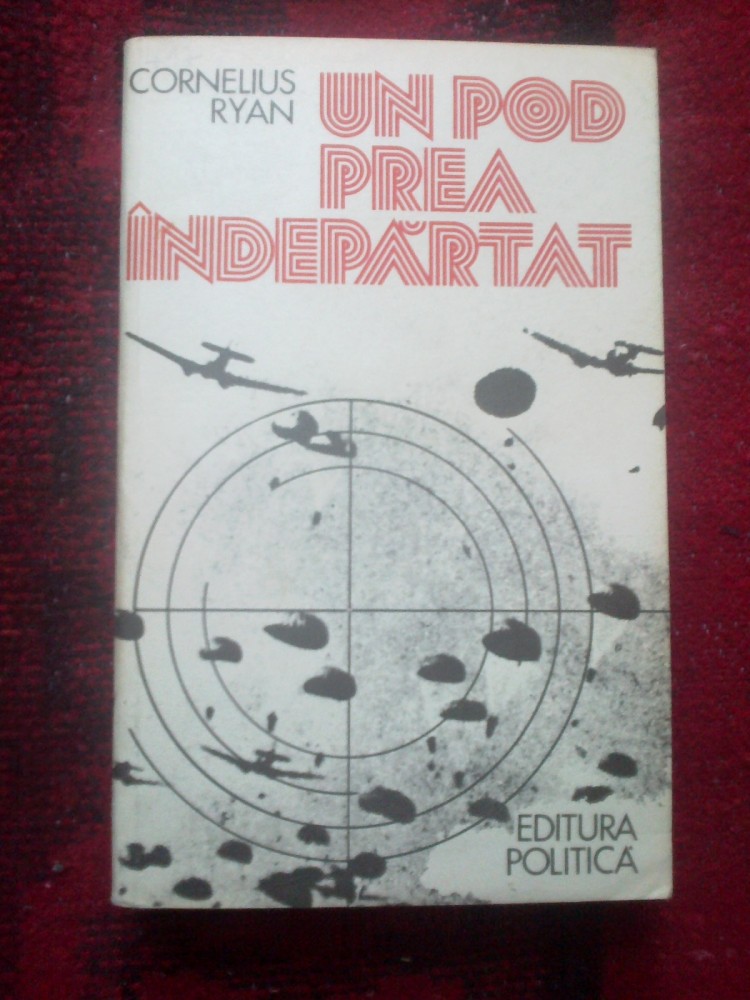 CORNELIUS
RYAN
UN POD
PREA
ÎNDEPĂRTAT
EDITURA
POLITICĂ